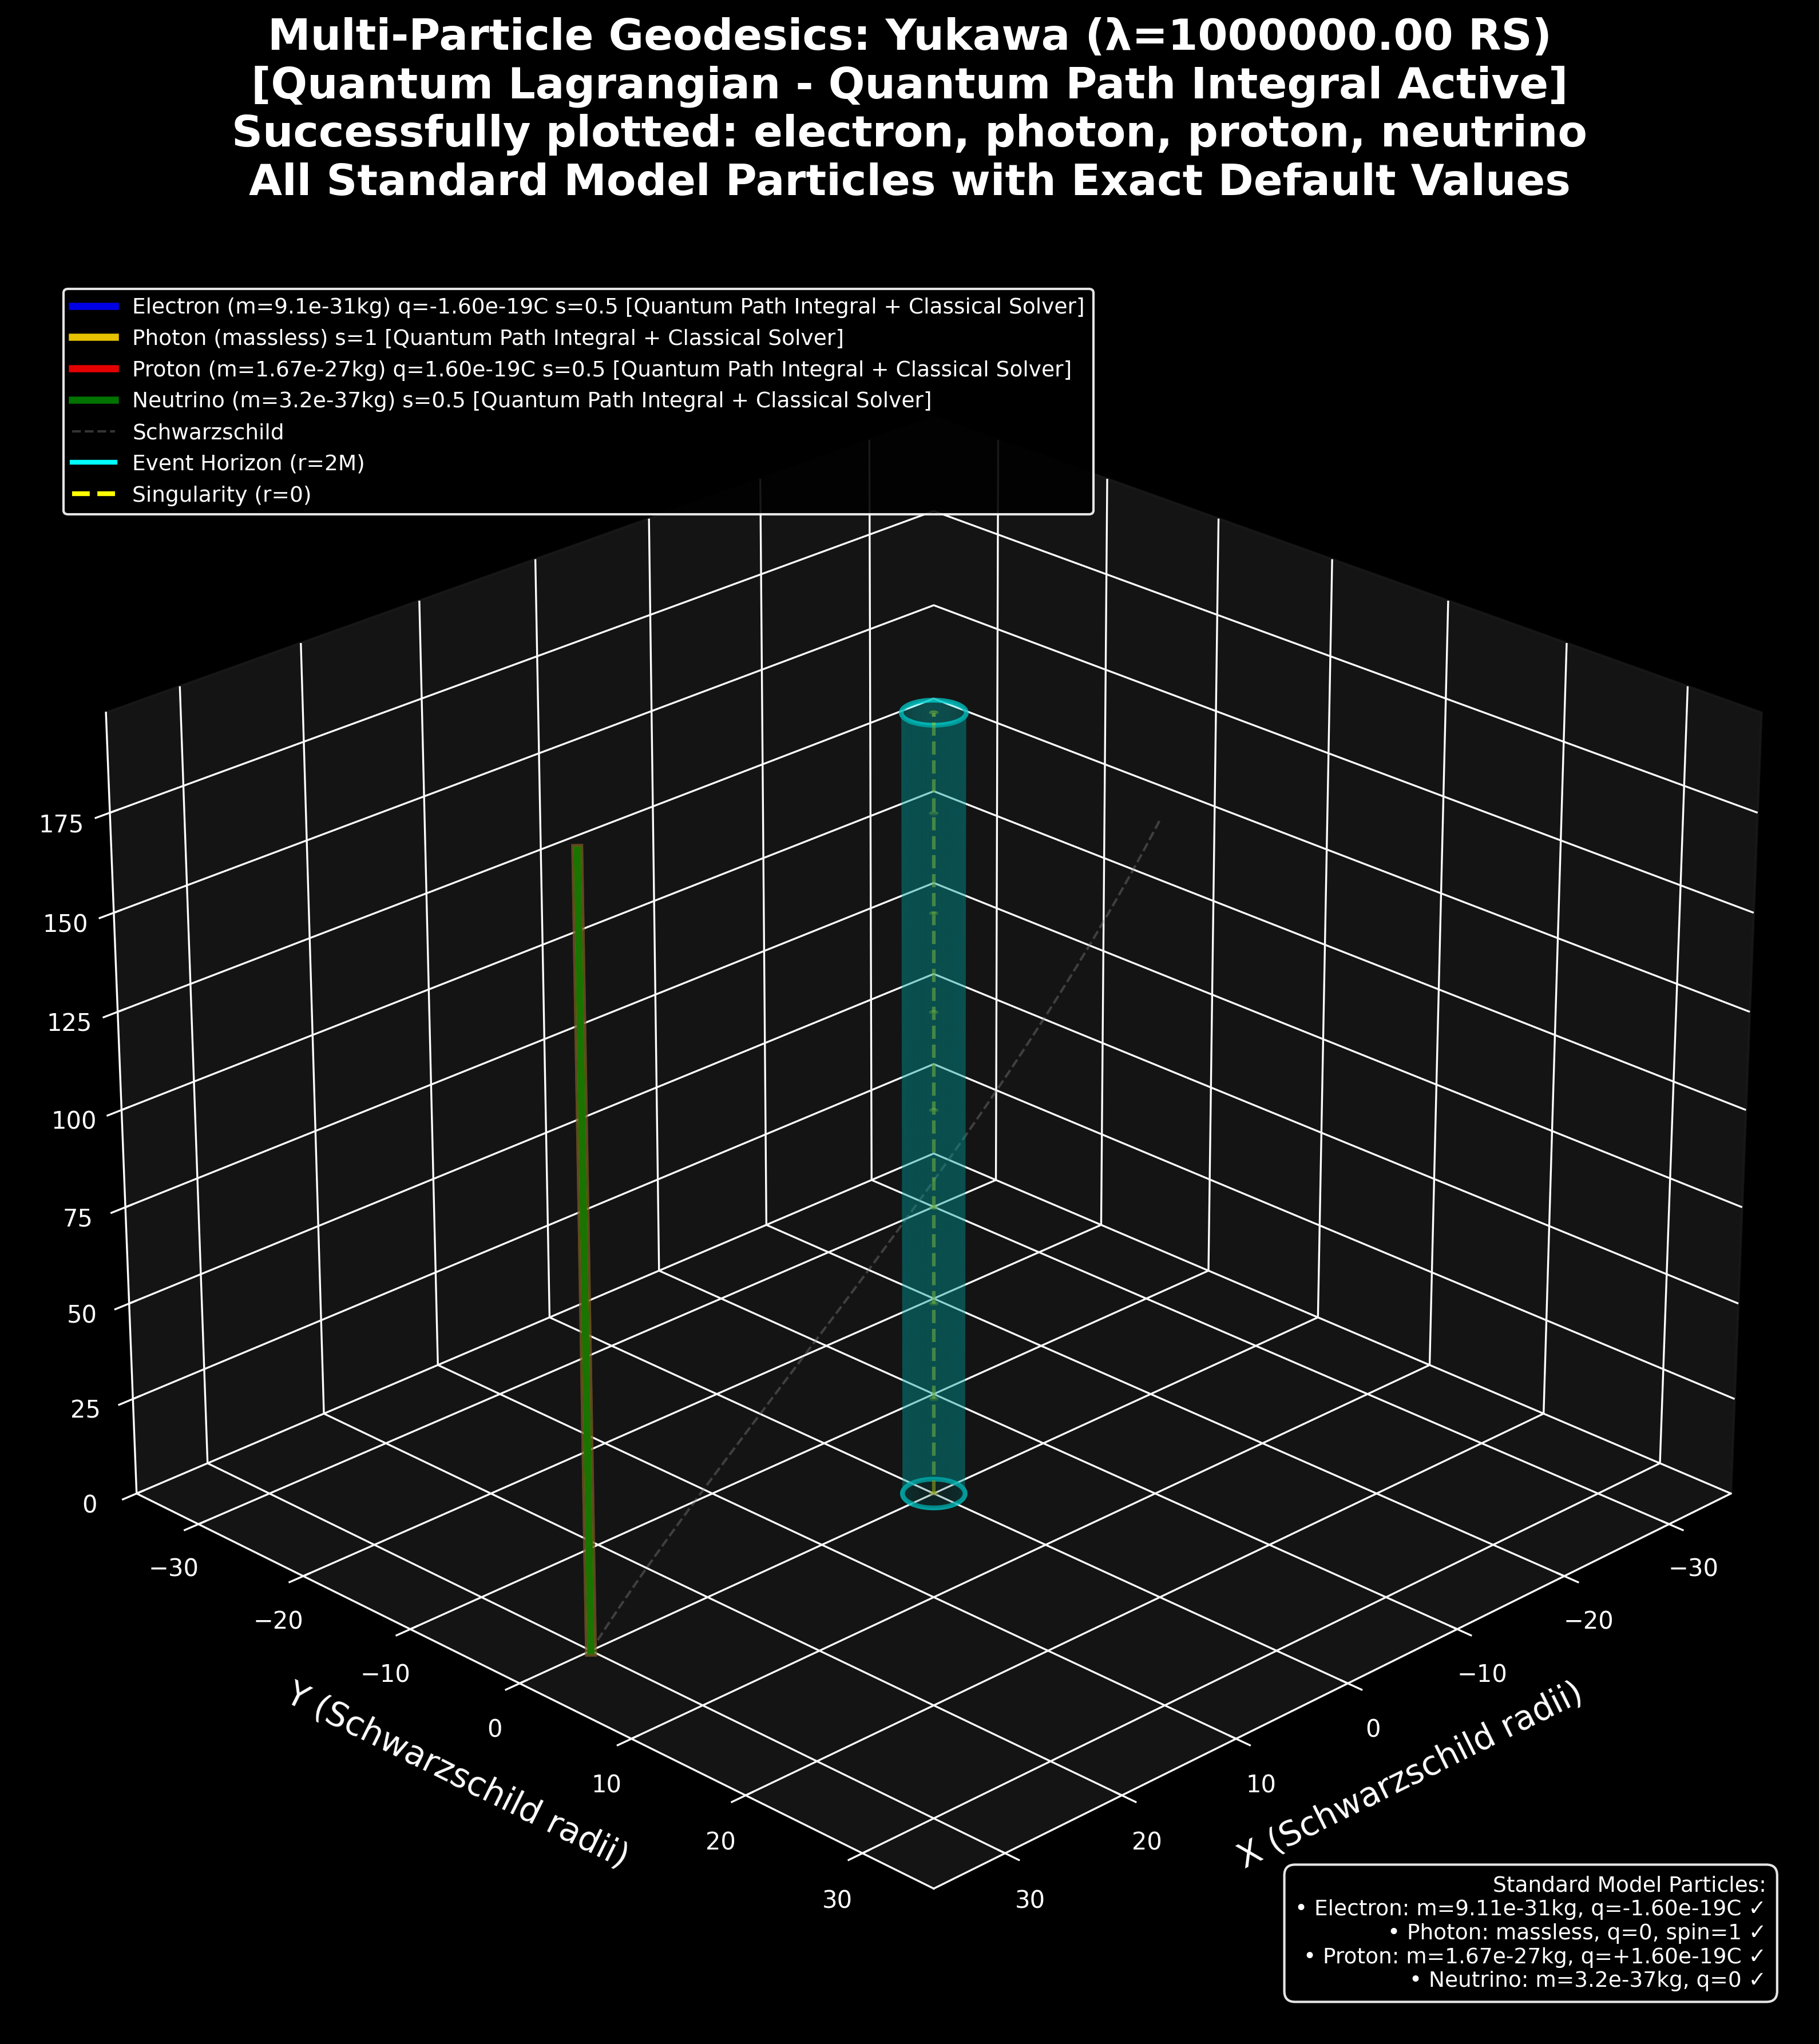 Multi-Particle Geodesics: Yukawa (λ=1000000.00 RS)
[Quantum Lagrangian - Quantum Path Integral Active]
Successfully plotted: electron, photon, proton, neutrino
All Standard Model Particles with Exact Default Values
Electron (m=9.1e-31kg) q=-1.60e-19C s=0.5 [Quantum Path Integral + Classical Solver]
Photon (massless) s=1 [Quantum Path Integral + Classical Solver]
Proton (m=1.67e-27kg) q=1.60e-19C s=0.5 [Quantum Path Integral + Classical Solver]
Neutrino (m=3.2e-37kg) s=0.5 [Quantum Path Integral + Classical Solver]
Schwarzschild
Event Horizon (r=2M)
Singularity (r=0)
175
150
125
100
75
50
25
0
−30
−20
−10
0
10
20
30
Y (Schwarzschild radii)
−30
−20
−10
0
10
20
30
X (Schwarzschild radii)
Standard Model Particles:
• Electron: m=9.11e-31kg, q=-1.60e-19C ✓
• Photon: massless, q=0, spin=1 ✓
• Proton: m=1.67e-27kg, q=+1.60e-19C ✓
• Neutrino: m=3.2e-37kg, q=0 ✓